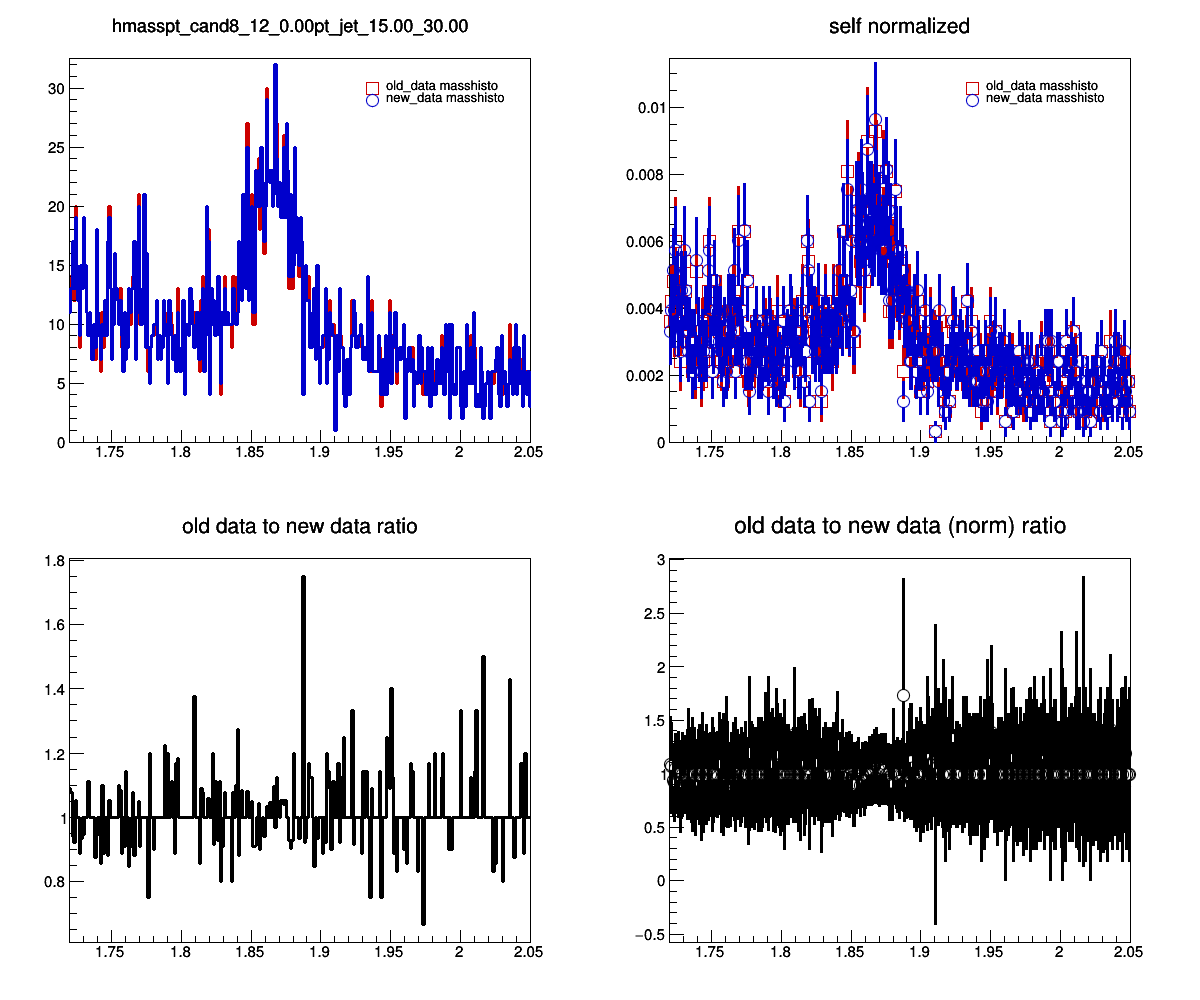 hmasspt_cand8_12_0.00pt_jet_15.00_30.00
old_data masshisto
new_data masshisto
30
25
20
15
10
5
0
1.75 1.8 1.85 1.9 1.95 2 2.05
self normalized
old_data masshisto
new_data masshisto
0.01
0.008
0.006
0.004
0.002
0
1.75 1.8 1.85 1.9 1.95 2 2.05
old data to new data ratio
1.8
1.6
1.4
1.2
1
0.8
1.75 1.8 1.85 1.9 1.95 2 2.05
old data to new data (norm) ratio
3
2.5
2
1.5
1
0.5
0
−0.5
1.75 1.8 1.85 1.9 1.95 2 2.05